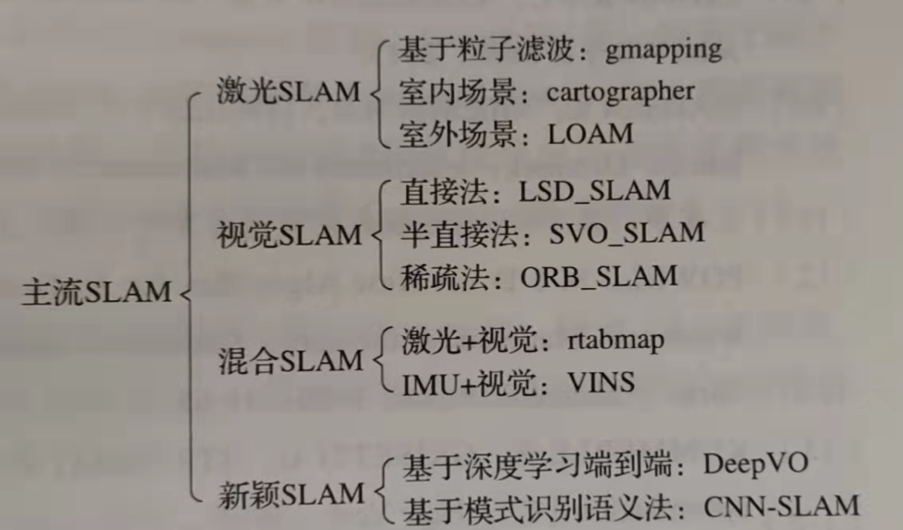 主流SLAM
激光SLAM
基于粒子滤波：gmapping
室内场景：cartographer
室外场景：LOAM
视觉SLAM
直接法：LSD_SLAM
半直接法：SVO_SLAM
稀疏法：ORB_SLAM
混合SLAM
激光+视觉：rtabmap
IMU+视觉：VINS
新颖SLAM
基于深度学习端到端：DeepVO
基于模式识别语义法：CNN-SLAM